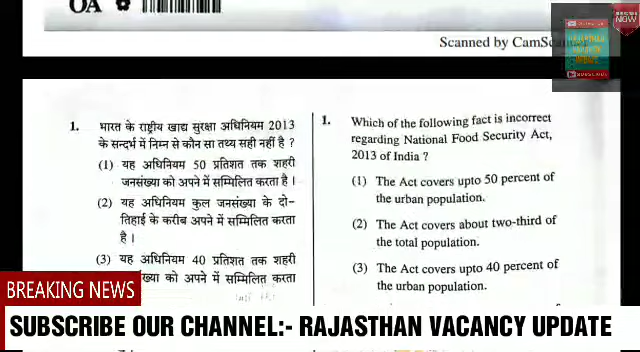 OA
Scanned by CamSc
SUBSCRIBE
NOW
1.
भारत के राष्ट्रीय खाद्य सुरक्षा अधिनियम 2013
के सन्दर्भ में निम्न से कौन सा तथ्य सही नहीं है ?
(1) यह अधिनियम 50 प्रतिशत तक शहरी
जनसंख्या को अपने में सम्मिलित करता है ।
(2) यह अधिनियम कुल जनसंख्या के दो-
तिहाई के करीब अपने में सम्मिलित करता
है ।
(3) यह अधिनियम 40 प्रतिशत तक शहरी
ख्या को अपने में सम्मिलित करता
1.
Which of the following fact is incorrect
regarding National Food Security Act,
2013 of India ?
(1) The Act covers upto 50 percent of
the urban population.
(2) The Act covers about two-third of
the total population.
(3) The Act covers upto 40 percent of
the urban population.
BREAKING NEWS
SUBSCRIBE OUR CHANNEL:- RAJASTHAN VACANCY UPDATE